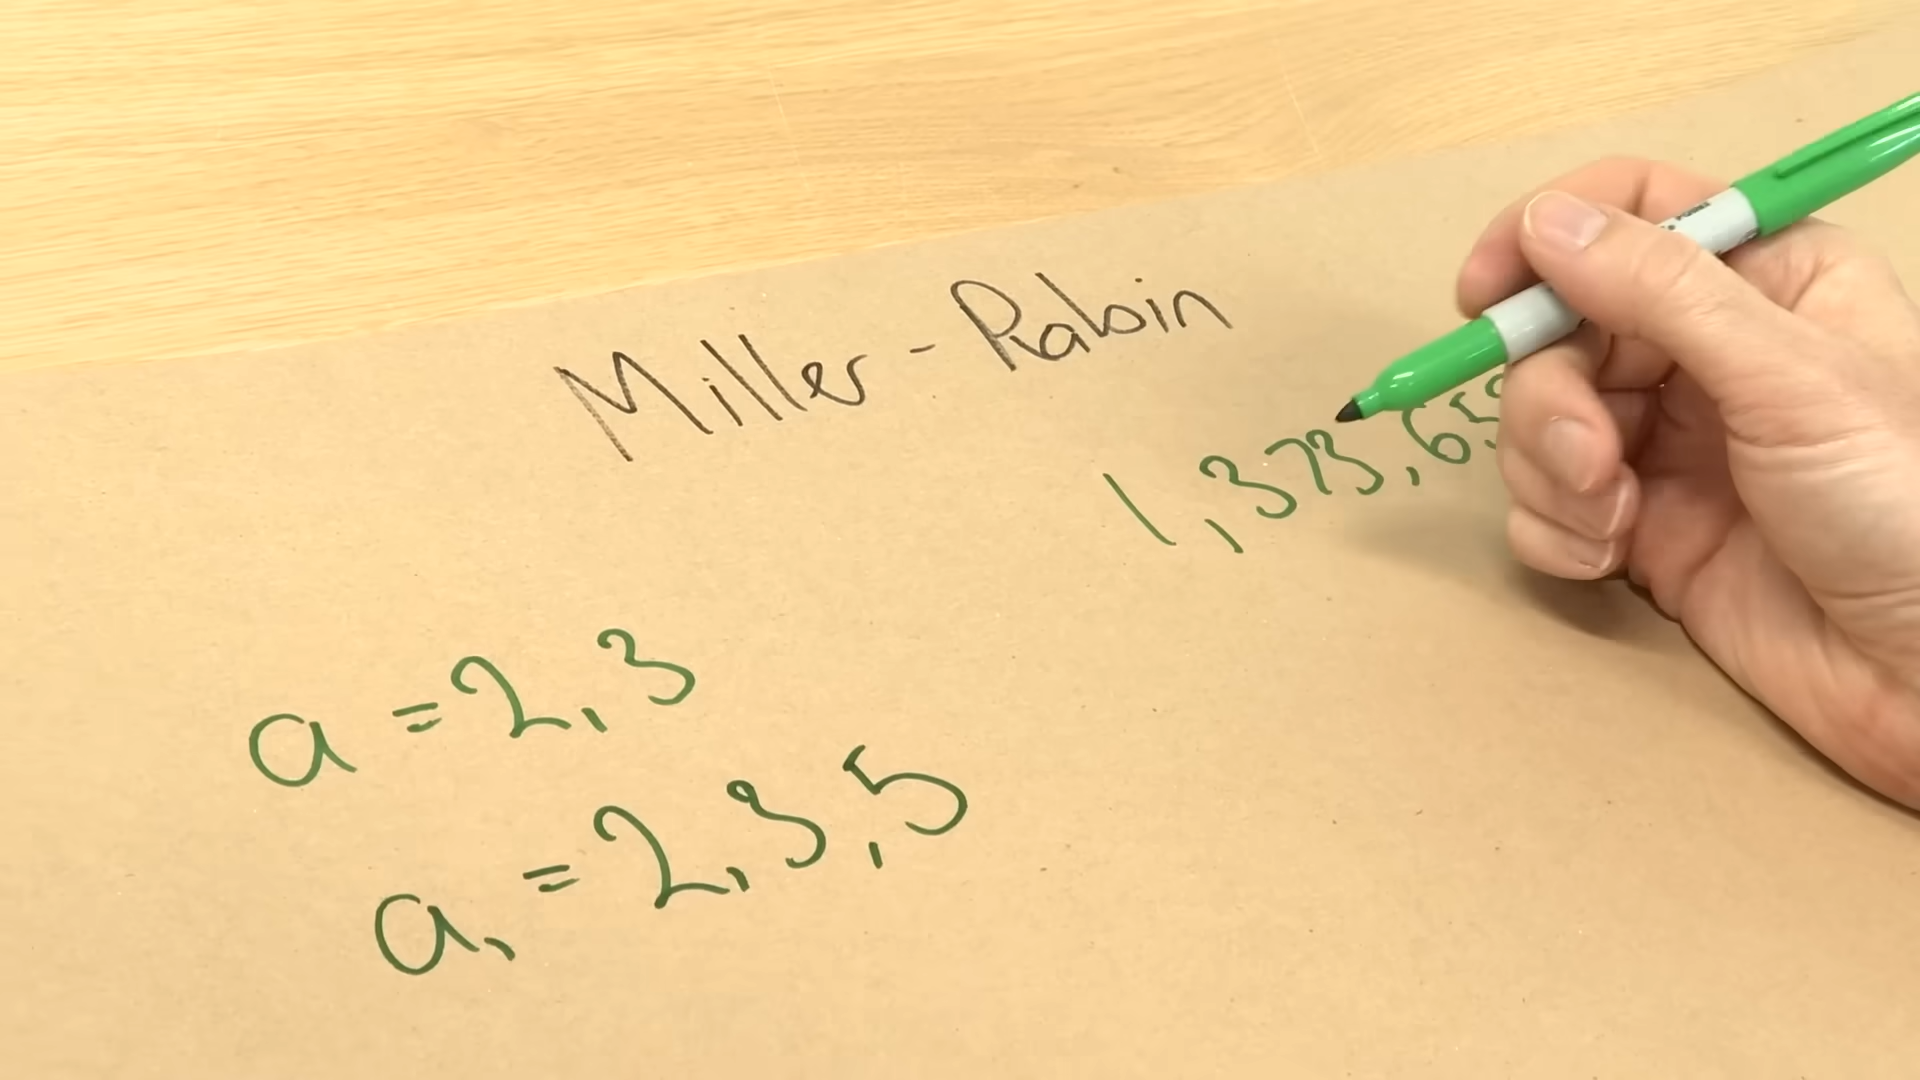 Miller-Rabin
1,373,65
a = 2,3
a, = 2,3,5